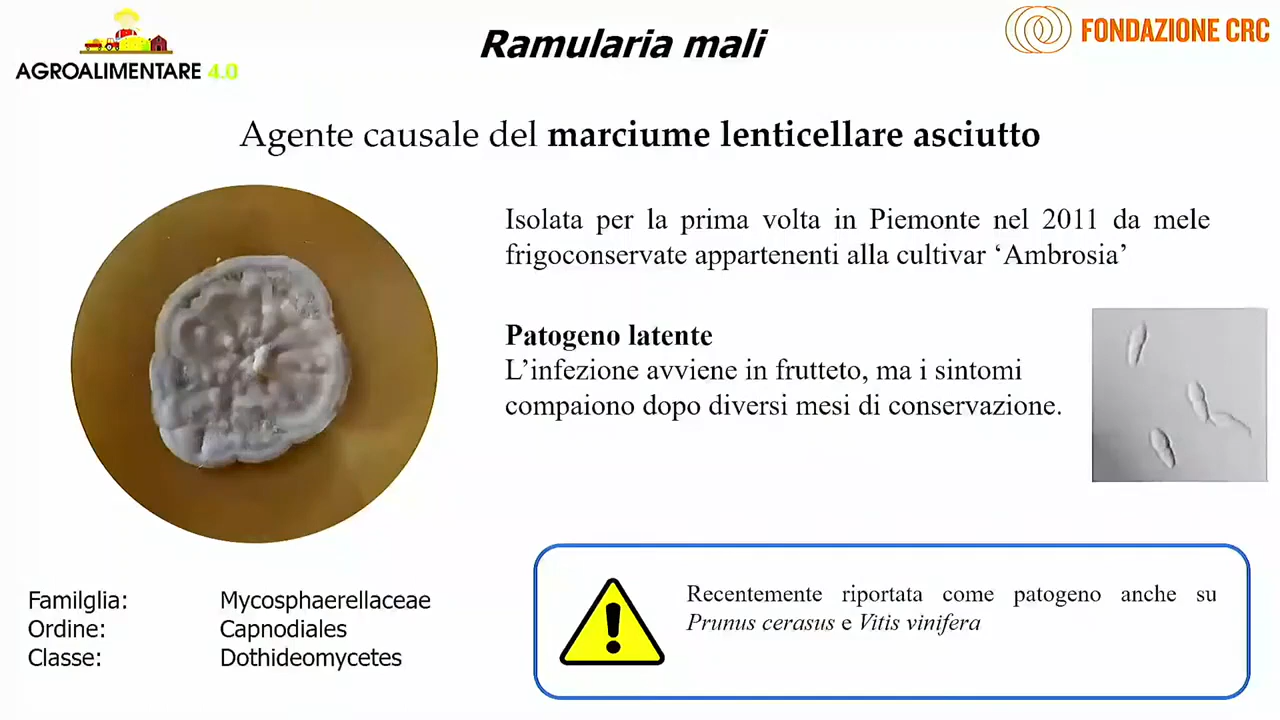 AGROALIMENTARE 4.0
Ramularia mali
FONDAZIONE CRC
Agente causale del marciume lenticellare asciutto
Isolata per la prima volta in Piemonte nel 2011 da mele
frigoconservate appartenenti alla cultivar ‘Ambrosia’
Patogeno latente
L’infezione avviene in frutteto, ma i sintomi
compaiono dopo diversi mesi di conservazione.
Familglia: Mycosphaerellaceae
Ordine: Capnodiales
Classe: Dothideomycetes
Recentemente riportata come patogeno anche su
Prunus cerasus e Vitis vinifera